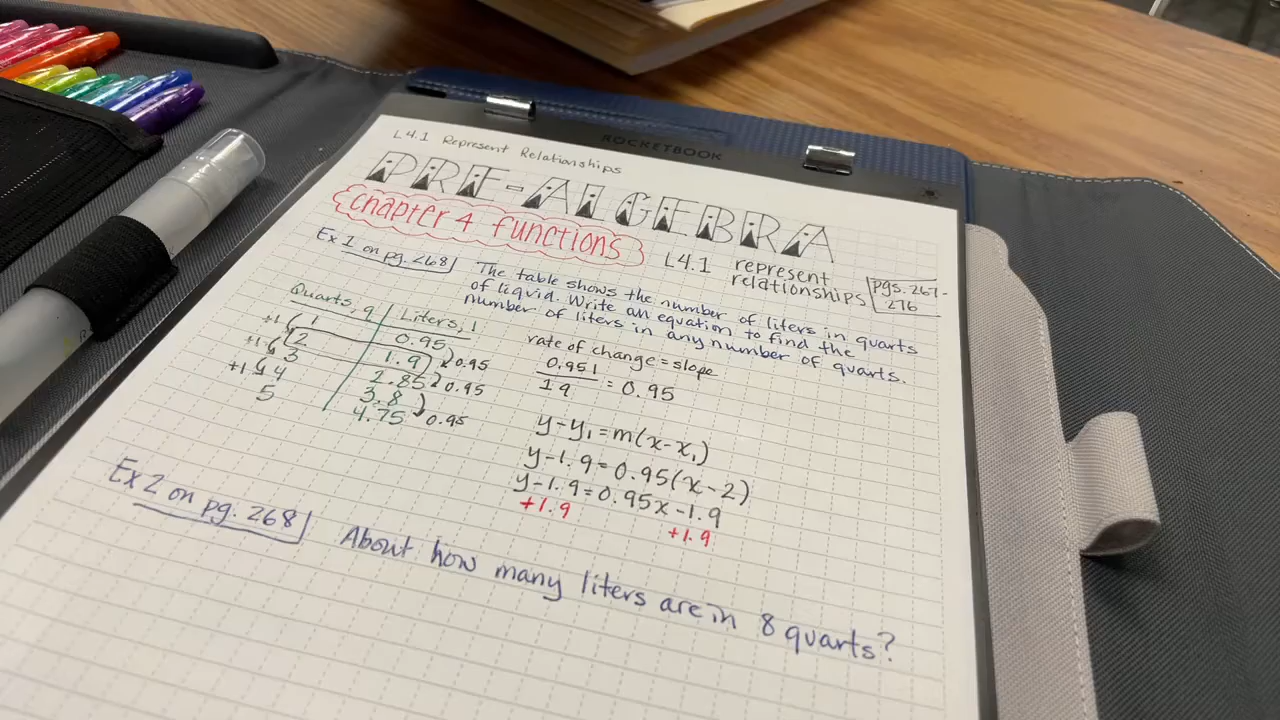 ROCKETBOOK
L4.1 Represent Relationships
PRE-ALGEBRA
Chapter 4 functions
L4.1 represent relationships
pgs. 267-276
Ex 1 on pg. 268
The table shows the number of liters in quarts
of liquid. Write an equation to find the
number of liters in any number of quarts.
Quarts, q Liters, l
+1 1 0.95
+1 2 1.9 0.95
+1 3 2.85 0.95
4 3.8 0.95
5 4.75
rate of change = slope
0.95 l
1 q
= 0.95
y-y₁=m(x-x₁)
y-1.9=0.95(x-2)
y-1.9=0.95x-1.9
+1.9 +1.9
Ex 2 on pg. 268
About how many liters are in 8 quarts?